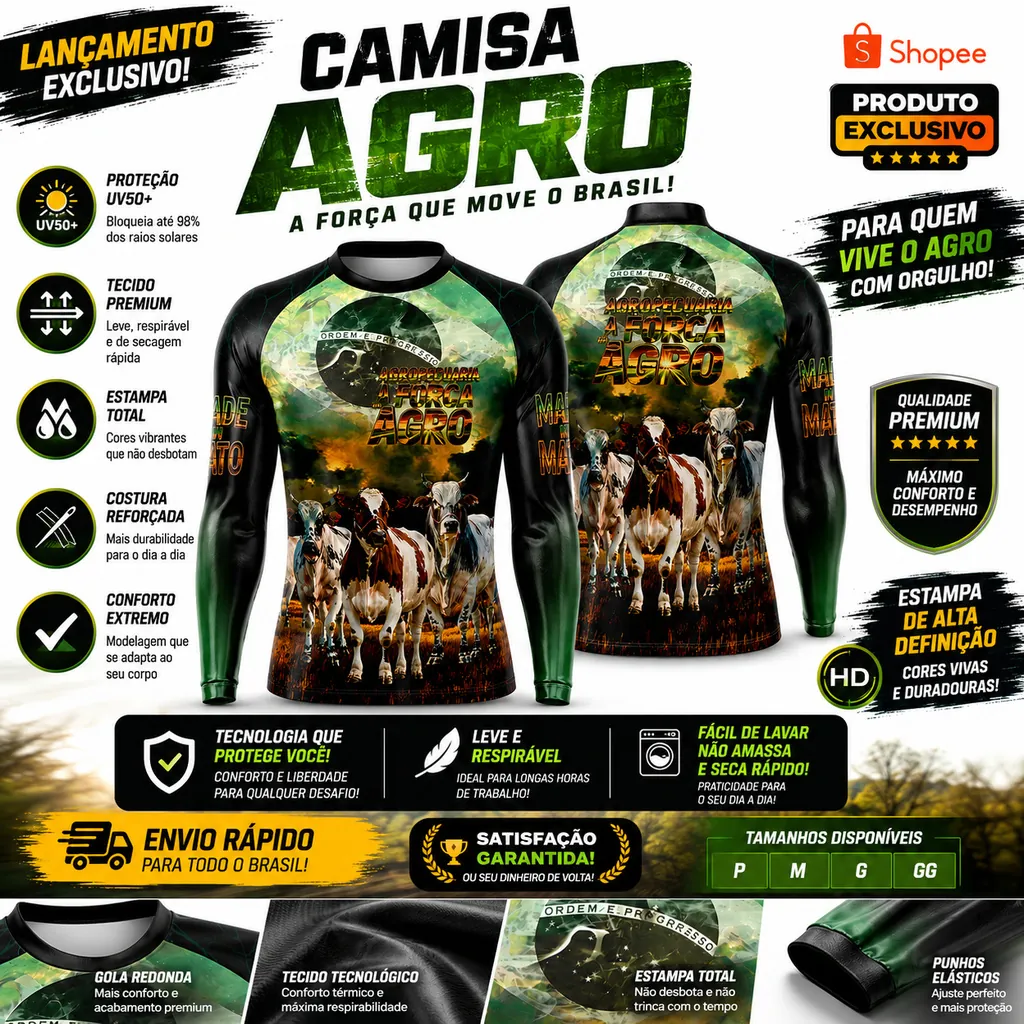 LANÇAMENTO
EXCLUSIVO!
CAMISA
AGRO
A FORÇA QUE MOVE O BRASIL!
S Shopee
PRODUTO
EXCLUSIVO
PARA QUEM
VIVE O AGRO
COM ORGULHO!
UV50+
PROTEÇÃO
UV50+
Bloqueia até 98%
dos raios solares
TECIDO
PREMIUM
Leve, respirável
e de secagem
rápida
ESTAMPA
TOTAL
Cores vibrantes
que não desbotam
COSTURA
REFORÇADA
Mais durabilidade
para o dia a dia
CONFORTO
EXTREMO
Modelagem que
se adapta ao
seu corpo
AGROPECUARIA
A FORCA
AGRO
AGROPECUARIA
A FORCA
AGRO
QUALIDADE
PREMIUM
MÁXIMO
CONFORTO E
DESEMPENHO
ESTAMPA
DE ALTA
DEFINIÇÃO
HD
CORES VIVAS
E DURADOURAS!
TECNOLOGIA QUE
PROTEGE VOCÊ!
CONFORTO E LIBERDADE
PARA QUALQUER DESAFIO!
LEVE E
RESPIRÁVEL
IDEAL PARA LONGAS HORAS
DE TRABALHO!
FÁCIL DE LAVAR
NÃO AMASSA
E SECA RÁPIDO!
PRATICIDADE PARA
O SEU DIA A DIA!
ENVIO RÁPIDO
PARA TODO O BRASIL!
SATISFAÇÃO
GARANTIDA!
OU SEU DINHEIRO DE VOLTA!
TAMANHOS DISPONÍVEIS
P M G GG
GOLA REDONDA
Mais conforto e
acabamento premium
TECIDO TECNOLÓGICO
Conforto térmico e
máxima respirabilidade
ESTAMPA TOTAL
Não desbota e não
trinca com o tempo
PUNHOS
ELÁSTICOS
Ajuste perfeito
e mais proteção